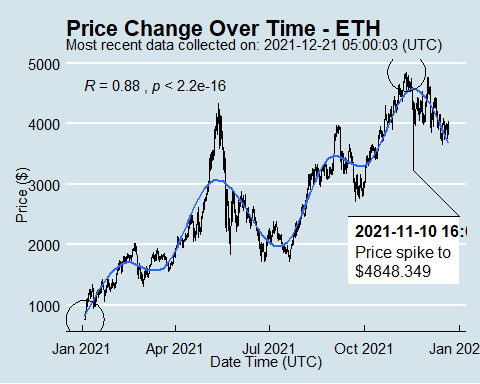 Price Change Over Time - ETH
Most recent data collected on: 2021-12-21 05:00:03 (UTC)
R = 0.88 , p < 2.2e-16
5000
4000
3000
2000
1000
Price ($)
2021-11-10 16:
Price spike to
$4848.349
Jan 2021
Apr 2021
Jul 2021
Oct 2021
Jan 202
Date Time (UTC)